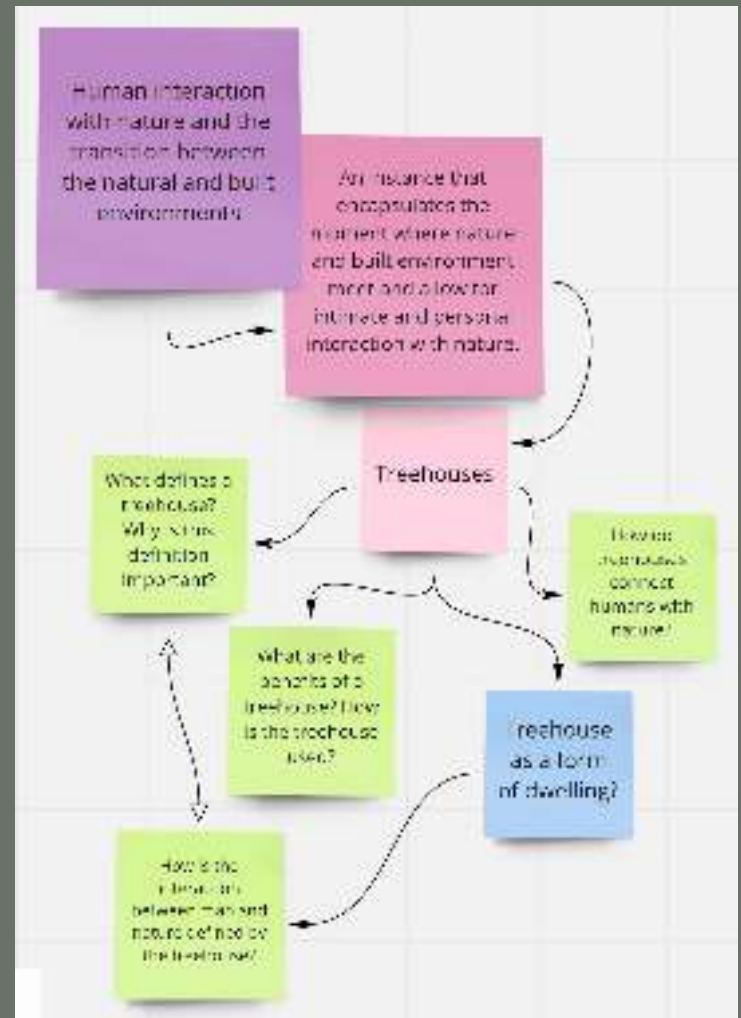 Human interaction
with nature and the
transition between
the natural and built
environments
An instance that
encapsulates the
moment where nature
and built environment
meet and allow for
intimate and personal
interaction with nature.
Treehouses
What defines a
treehouse?
Why is this
definition
important?
How do
treehouses
connect
humans with
nature?
What are the
benefits of a
treehouse? How
is the treehouse
used?
Treehouse
as a form
of dwelling?
How is the
interaction
between man and
nature defined by
the treehouse?